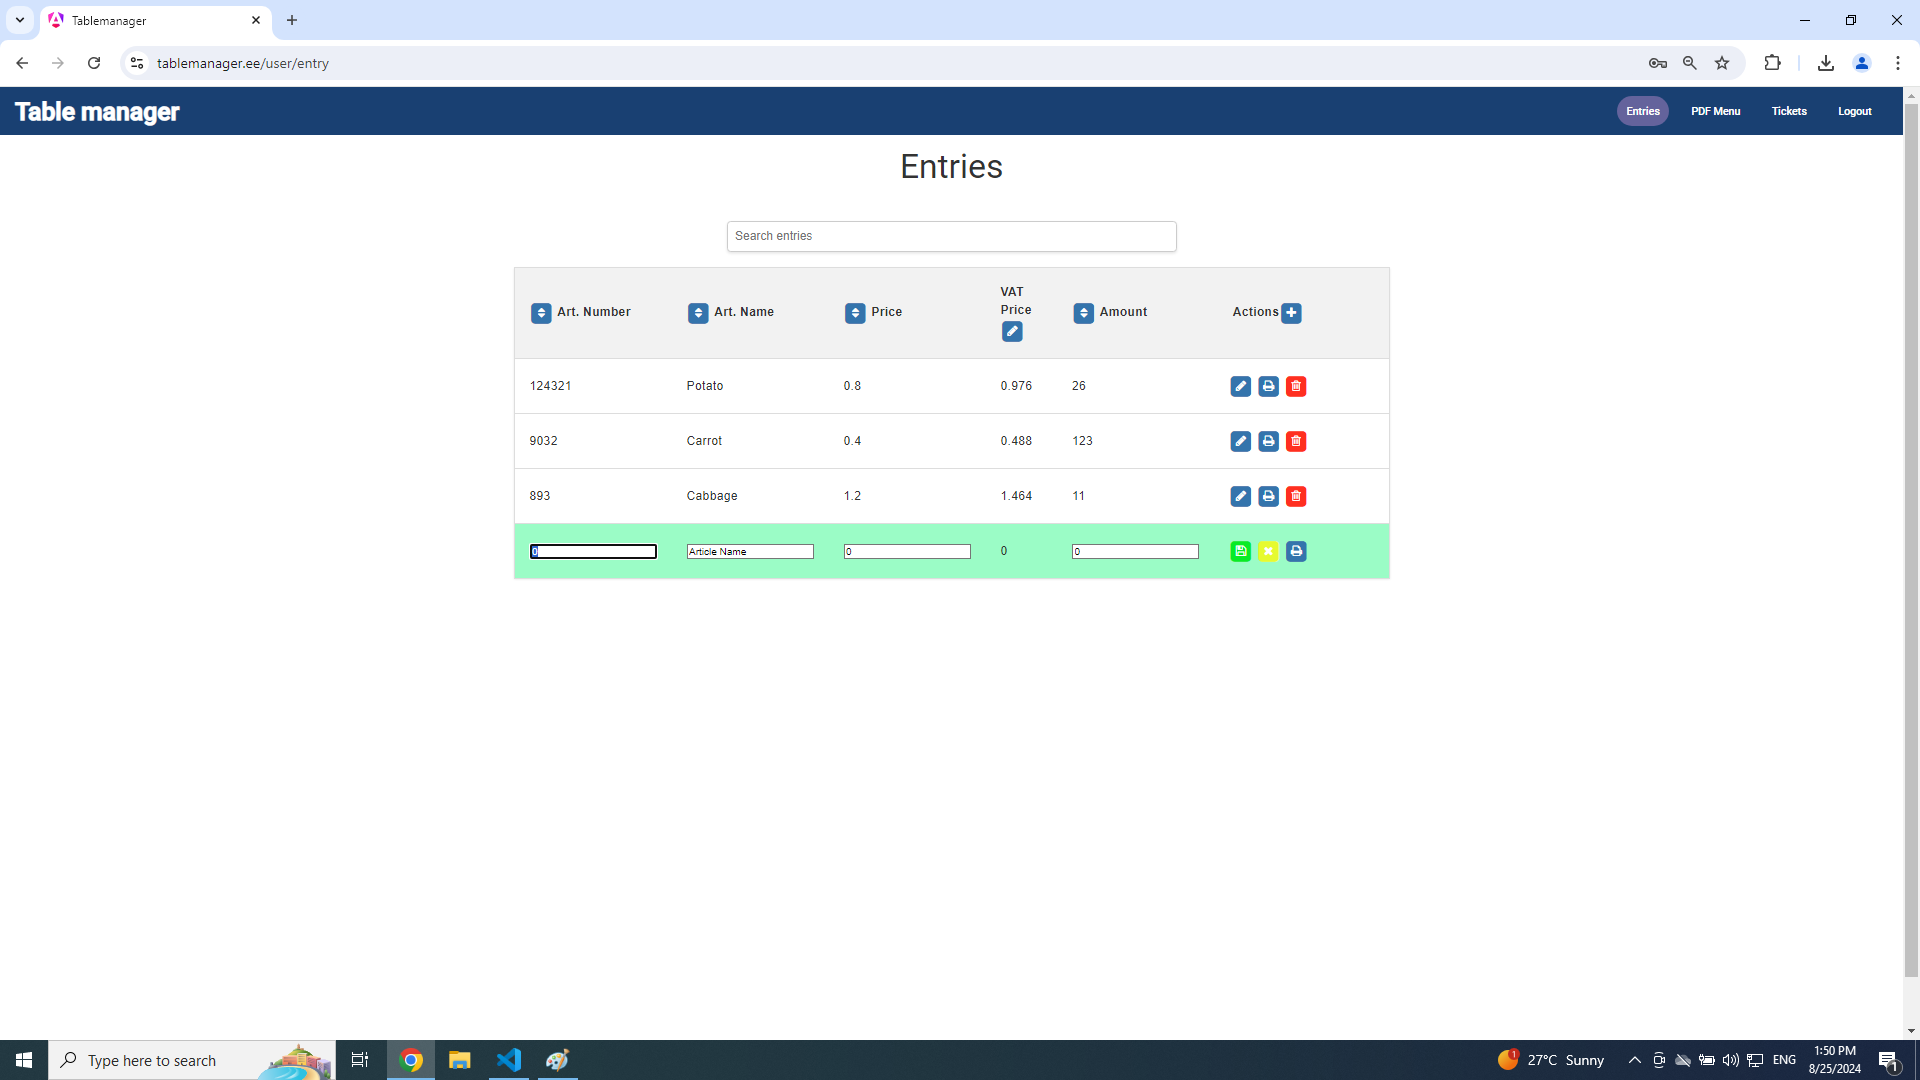 Tablemanager
tablemanager.ee/user/entry
Table manager
Entries
PDF Menu
Tickets
Logout
Entries
Search entries
Art. Number Art. Name Price VAT Price Amount Actions
124321 Potato 0.8 0.976 26
9032 Carrot 0.4 0.488 123
893 Cabbage 1.2 1.464 11
0 Article Name 0 0 0
Type here to search
1
27°C Sunny
ENG
1:50 PM
8/25/2024
1